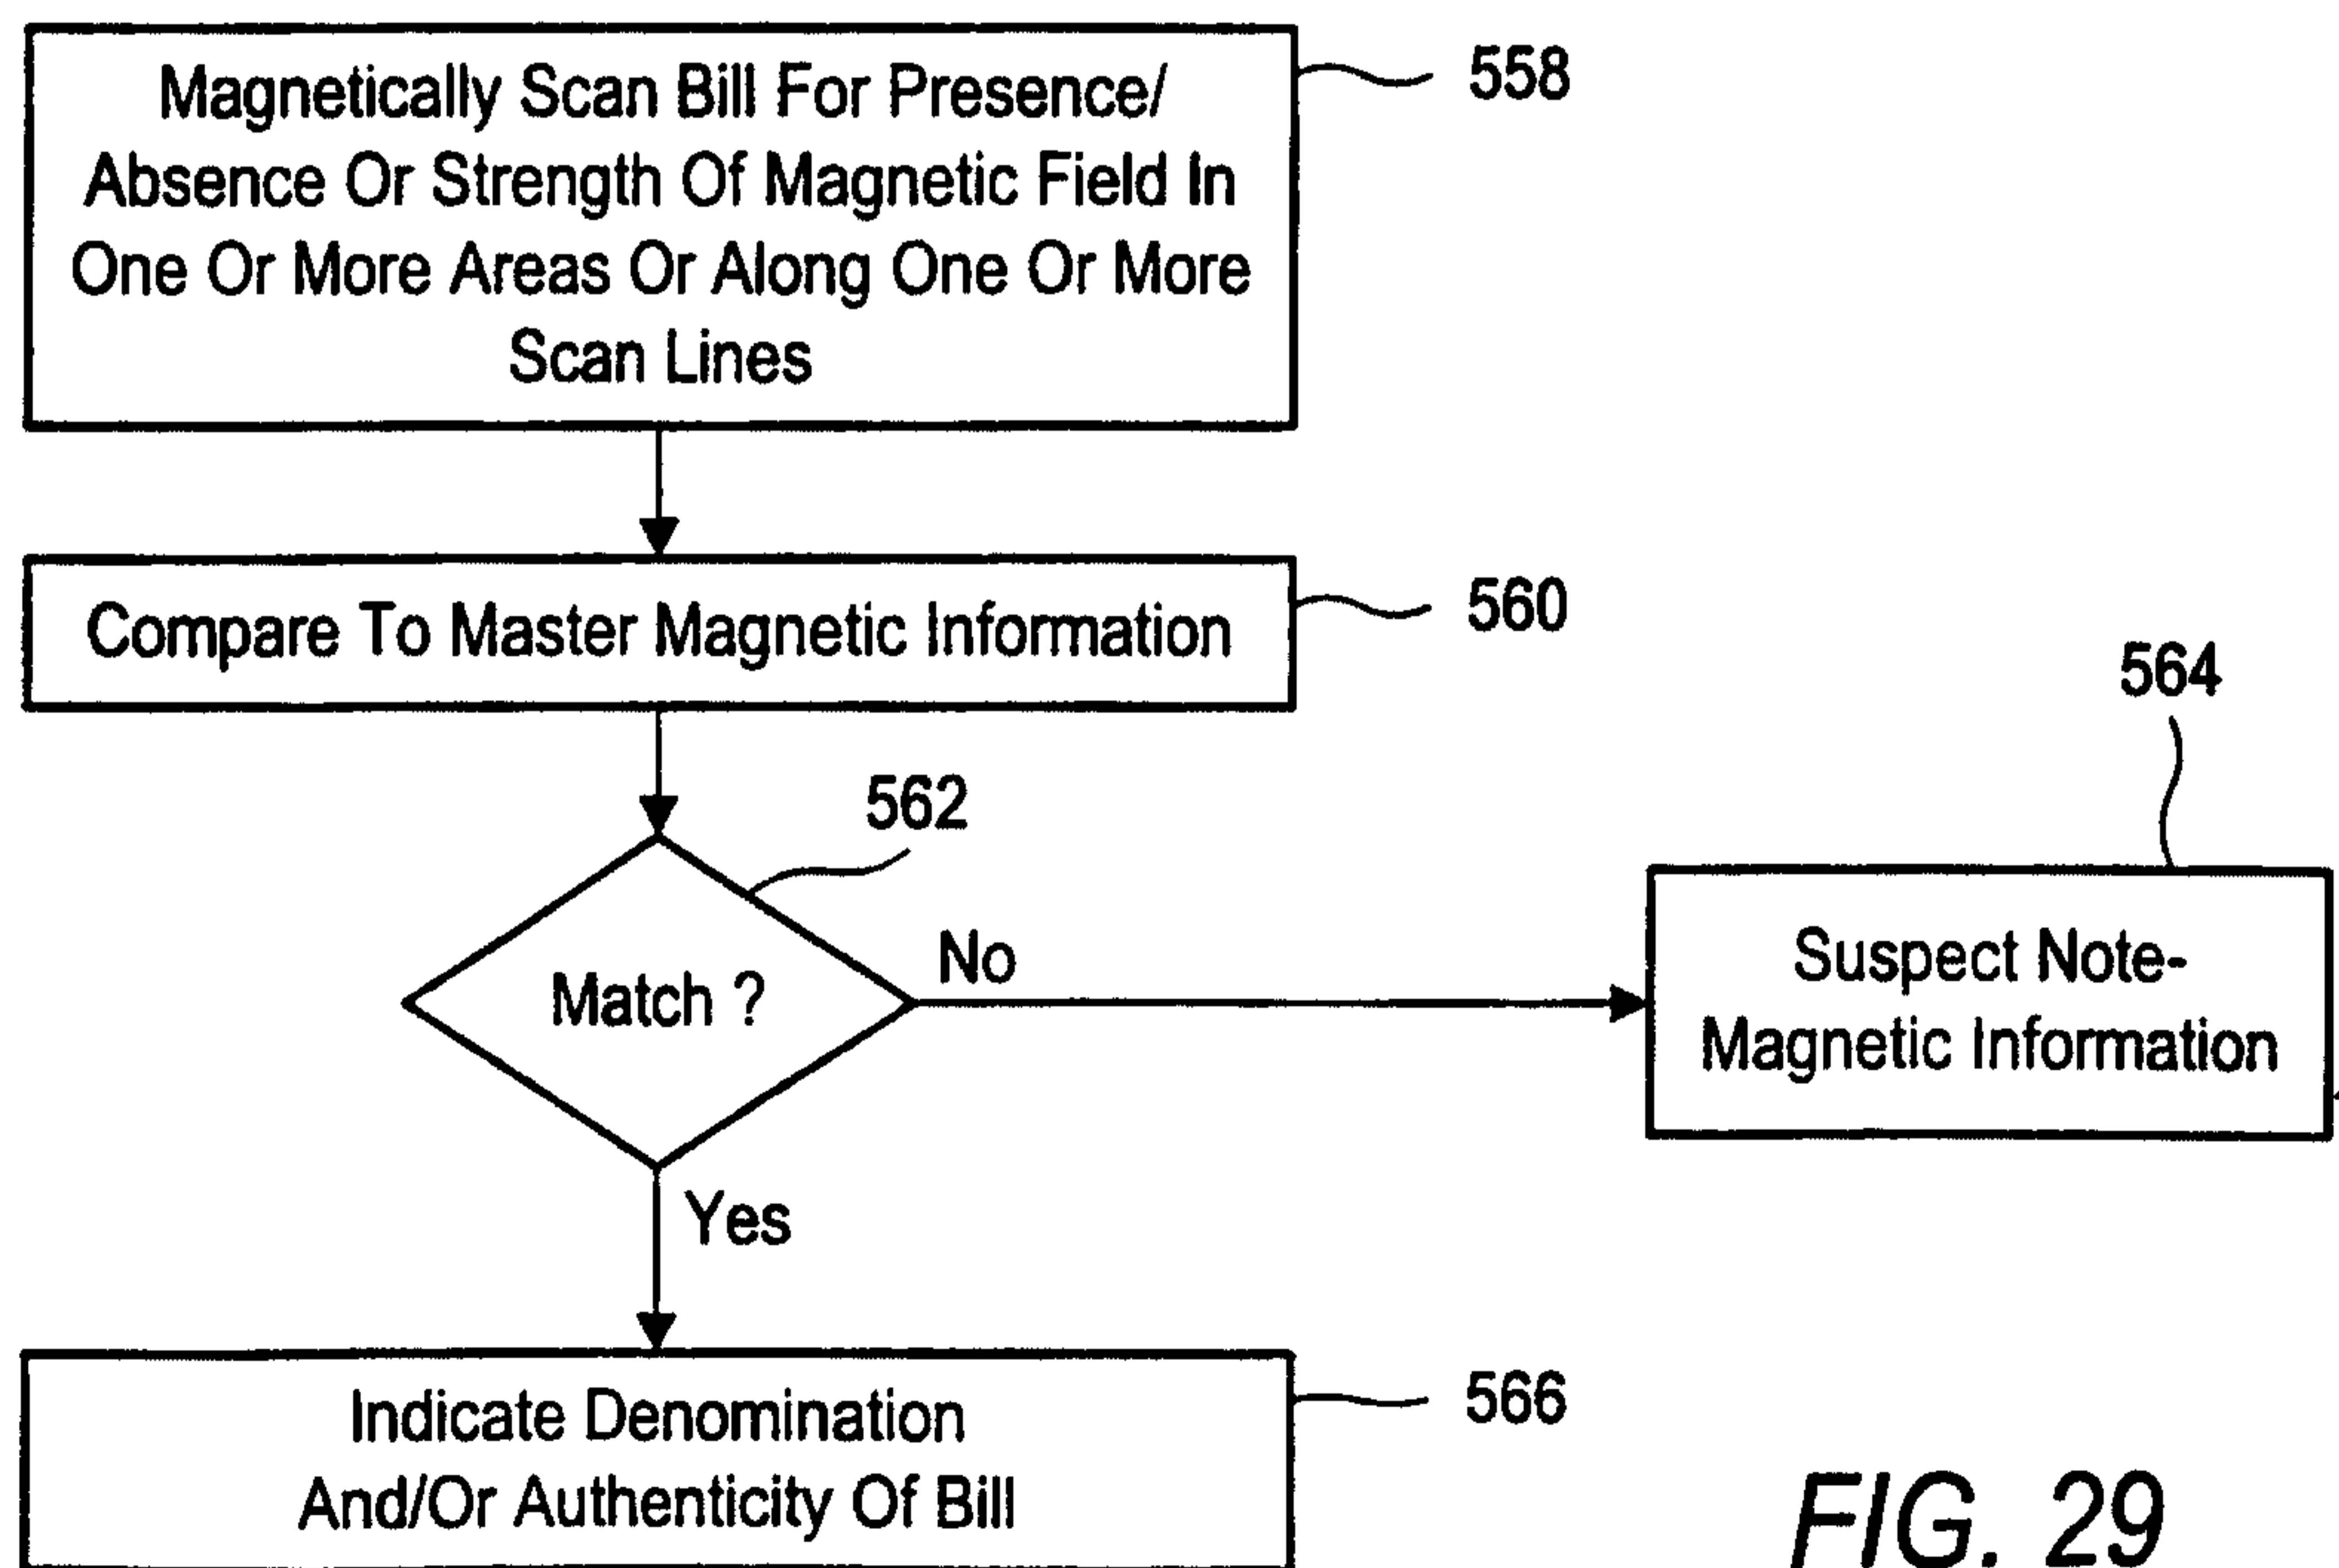 Magnetically Scan Bill For Presence/
Absence Or Strength Of Magnetic Field In
One Or More Areas Or Along One Or More
Scan Lines
558
Compare To Master Magnetic Information
560
562
Match ?
No
564
Suspect Note-
Magnetic Information
Yes
Indicate Denomination
And/Or Authenticity Of Bill
566
FIG. 29